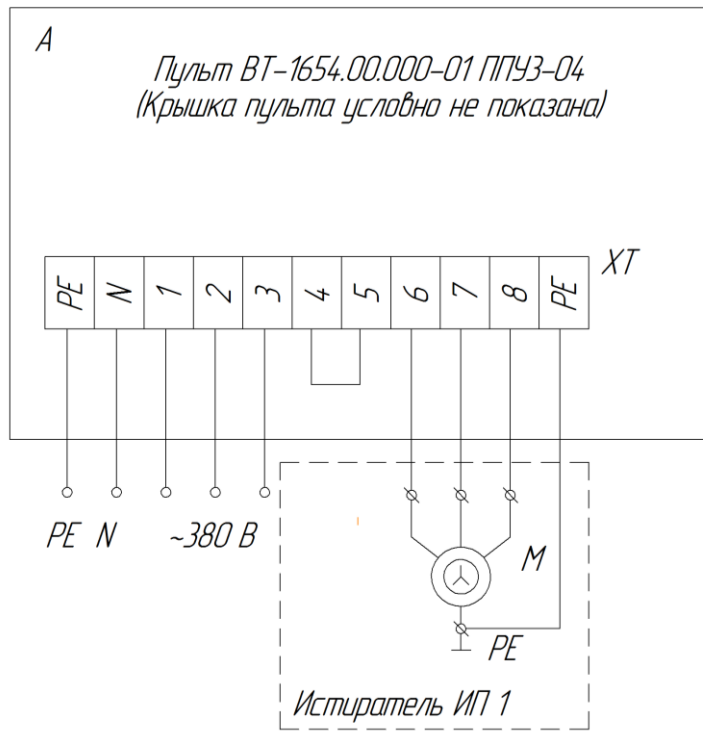 А
Пульт ВТ-1654.00.000-01 ППУЗ-04
(Крышка пульта условно не показана)
XT
PE N 1 2 3 4 5 6 7 8 PE
PE N ~380 В
М
PE
Истиратель ИП 1